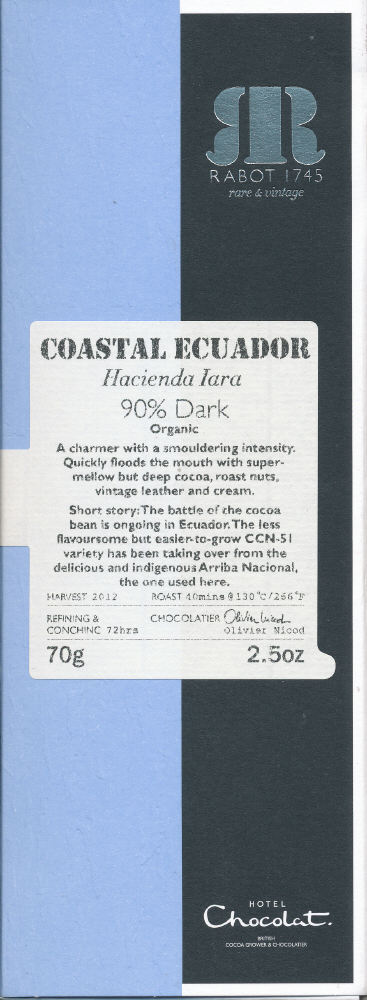 RR
RABOT 1745
rare & vintage
COASTAL ECUADOR
Hacienda Iara
90% Dark
Organic
A charmer with a smouldering intensity.
Quickly floods the mouth with super-
mellow but deep cocoa, roast nuts,
vintage leather and cream.
Short story: The battle of the cocoa
bean is ongoing in Ecuador. The less
flavoursome but easier-to-grow CCN-51
variety has been taking over from the
delicious and indigenous Arriba Nacional,
the one used here.
HARVEST 2012 ROAST 40mins @ 130°C/266°F
REFINING & CHOCOLATIER Olivier Nicod
CONCHING 72hrs Olivier Nicod
70g 2.5oz
HOTEL
Chocolat.
BRITISH
COCOA GROWER & CHOCOLATIER